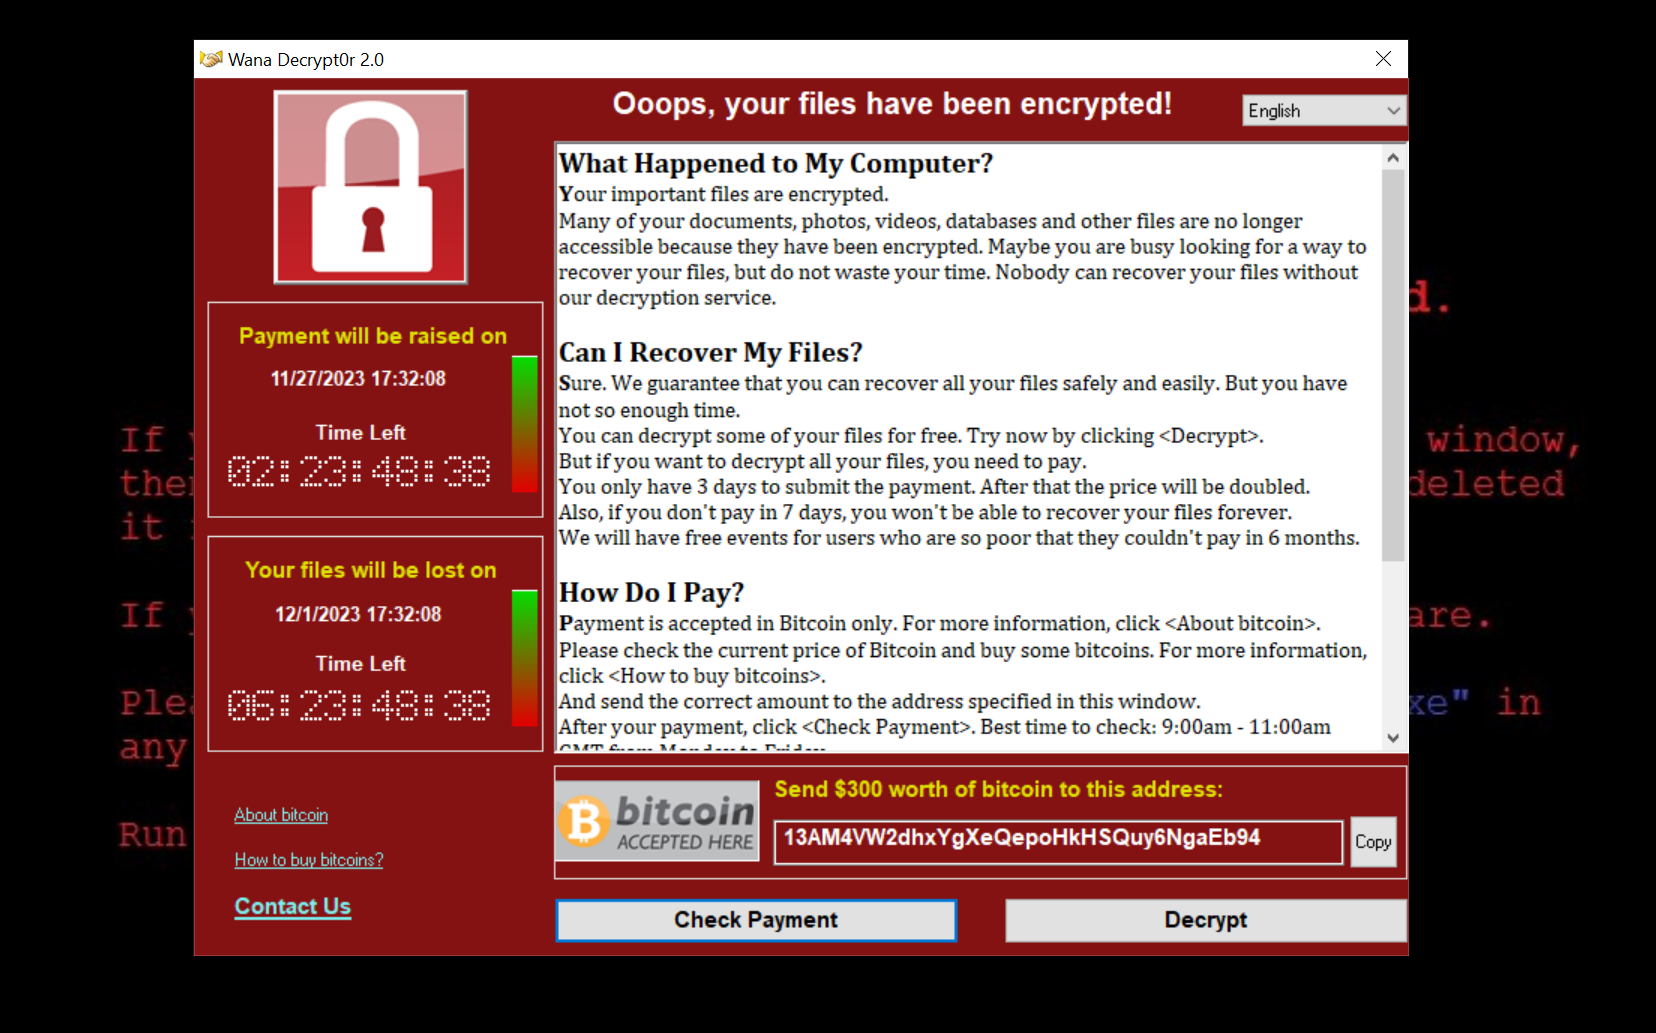 Wana Decrypt0r 2.0
Ooops, your files have been encrypted!
English
What Happened to My Computer?
Your important files are encrypted.
Many of your documents, photos, videos, databases and other files are no longer
accessible because they have been encrypted. Maybe you are busy looking for a way to
recover your files, but do not waste your time. Nobody can recover your files without
our decryption service.
Can I Recover My Files?
Sure. We guarantee that you can recover all your files safely and easily. But you have
not so enough time.
You can decrypt some of your files for free. Try now by clicking <Decrypt>.
But if you want to decrypt all your files, you need to pay.
You only have 3 days to submit the payment. After that the price will be doubled.
Also, if you don't pay in 7 days, you won't be able to recover your files forever.
We will have free events for users who are so poor that they couldn't pay in 6 months.
How Do I Pay?
Payment is accepted in Bitcoin only. For more information, click <About bitcoin>.
Please check the current price of Bitcoin and buy some bitcoins. For more information,
click <How to buy bitcoins>.
And send the correct amount to the address specified in this window.
After your payment, click <Check Payment>. Best time to check: 9:00am - 11:00am
GMT from Monday to Friday.
Payment will be raised on
11/27/2023 17:32:08
Time Left
02:23:48:38
Your files will be lost on
12/1/2023 17:32:08
Time Left
06:23:48:38
About bitcoin
How to buy bitcoins?
Contact Us
bitcoin
ACCEPTED HERE
Send $300 worth of bitcoin to this address:
13AM4VW2dhxYgXeQepoHkHSQuy6NgaEb94
Copy
Check Payment
Decrypt
If
window,
deleted
it
If
any
in
Run